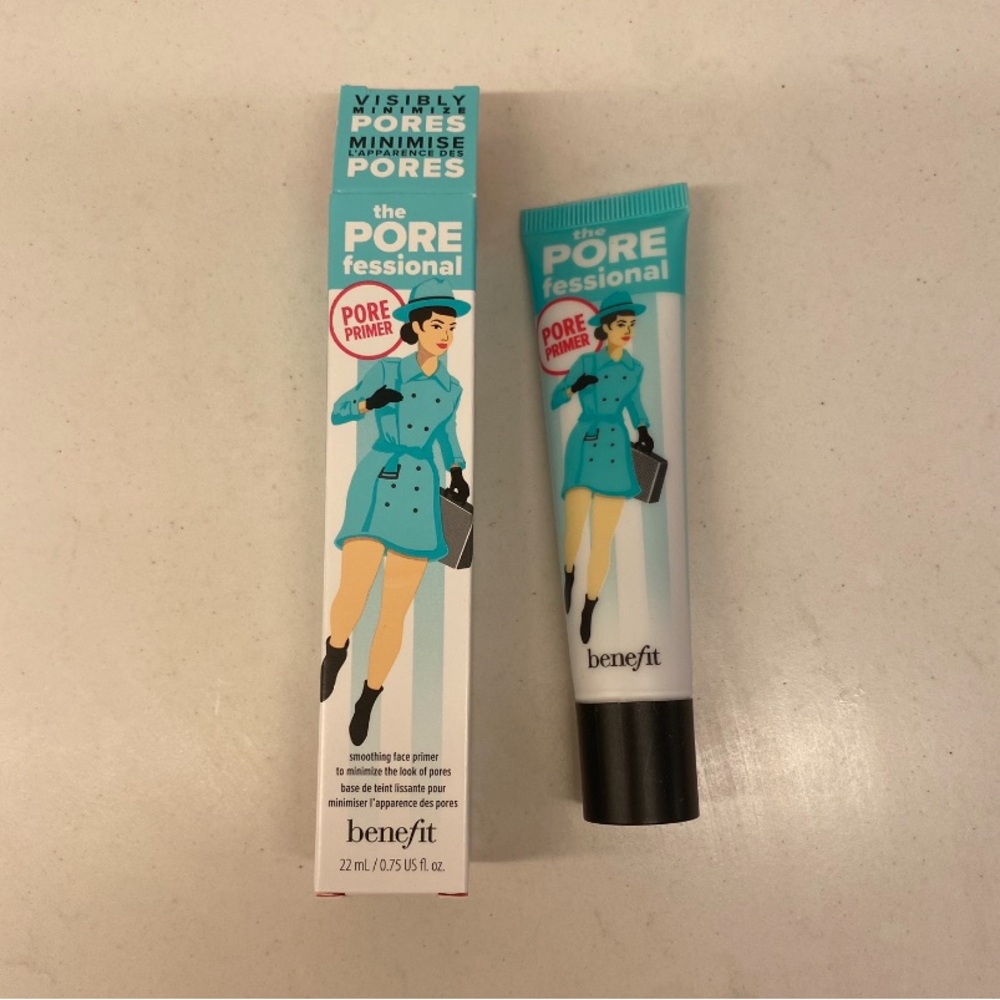 VISIBLY
MINIMIZE
PORES
MINIMISE
L'APPARENCE DES
PORES
the
PORE
fessional
PORE
PRIMER
smoothing face primer
to minimize the look of pores
base de teint lissante pour
minimiser l'apparence des pores
benefit
22 mL / 0.75 US fl. oz.
the
PORE
fessional
PORE
PRIMER
benefit